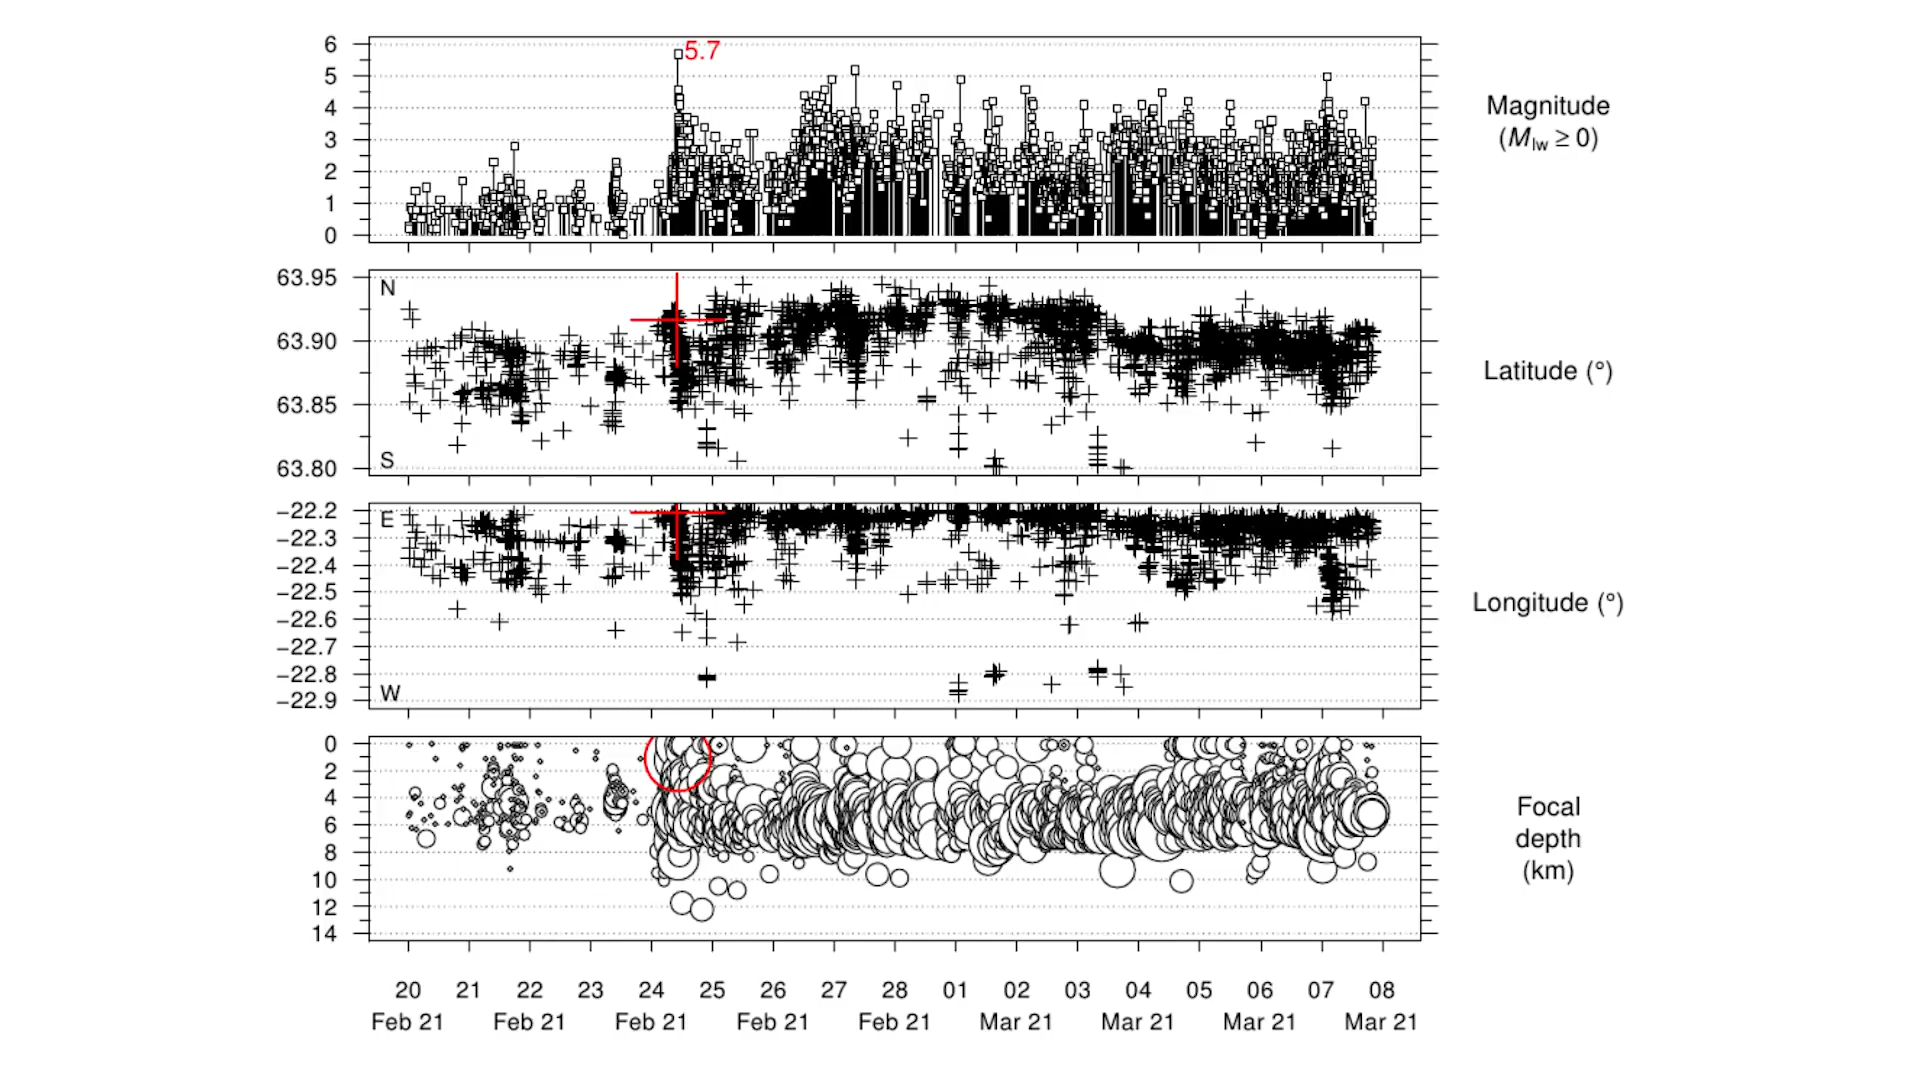 6
5
4
3
2
1
0
5.7
Magnitude
(Mlw ≥ 0)
63.95
63.90
63.85
63.80
N
S
Latitude (°)
−22.2
−22.3
−22.4
−22.5
−22.6
−22.7
−22.8
−22.9
E
W
Longitude (°)
0
2
4
6
8
10
12
14
Focal
depth
(km)
20 21 22 23 24 25 26 27 28 01 02 03 04 05 06 07 08
Feb 21 Feb 21 Feb 21 Feb 21 Feb 21 Mar 21 Mar 21 Mar 21 Mar 21